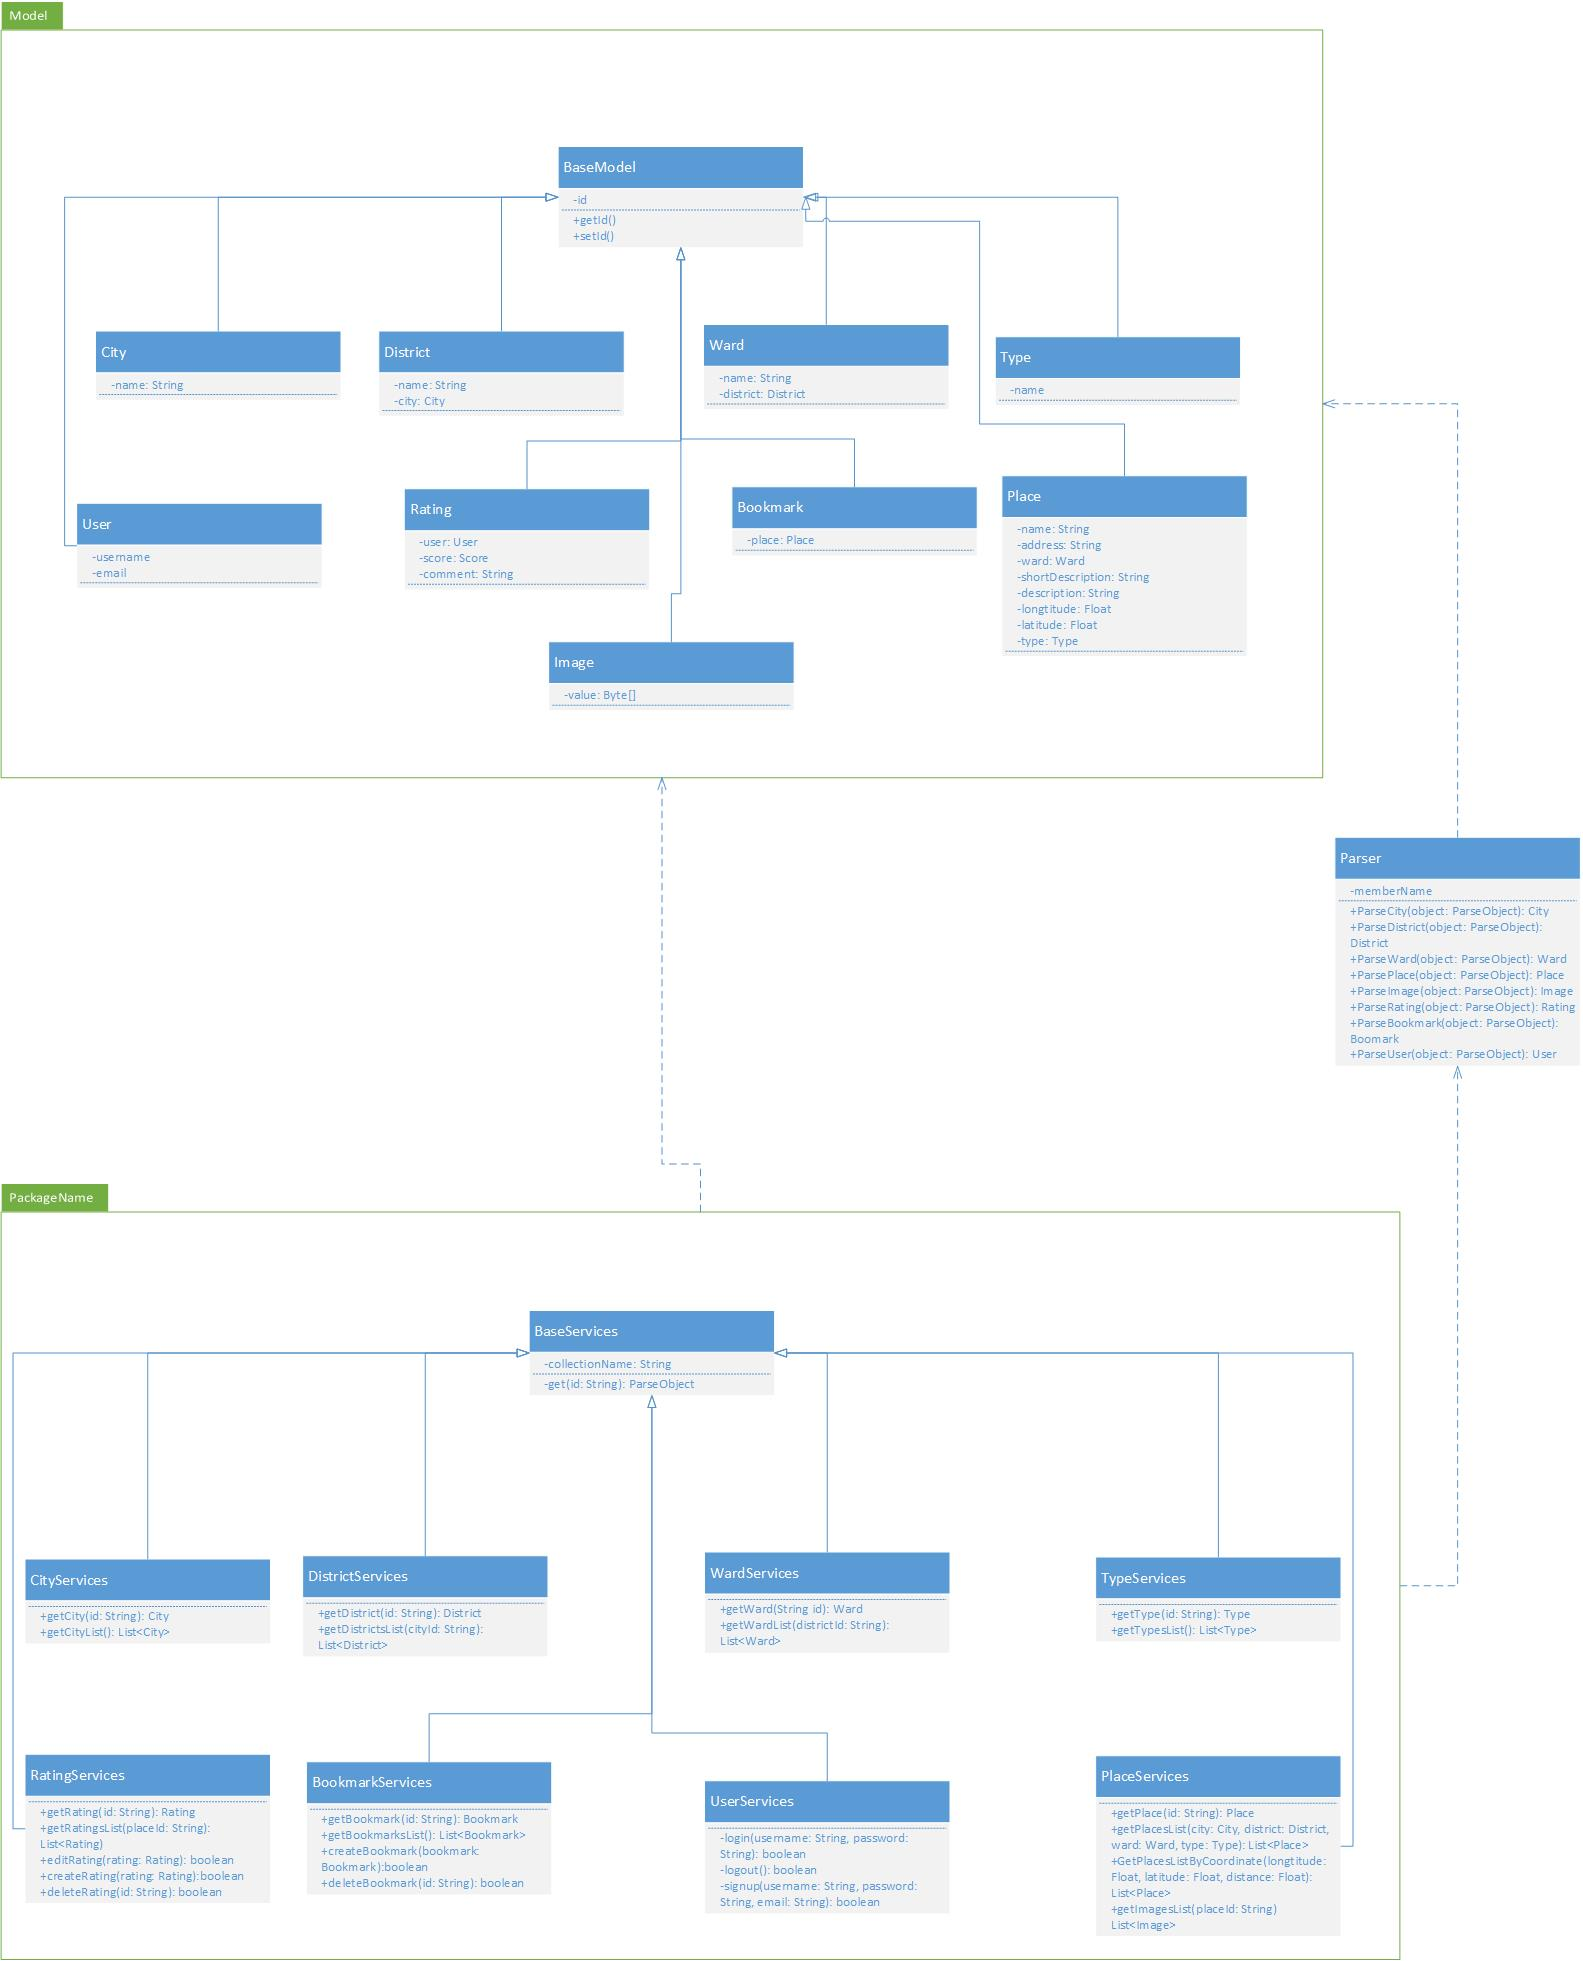 Model
BaseModel
-id
+getId()
+setId()
City
-name: String
District
-name: String
-city: City
Ward
-name: String
-district: District
Type
-name
User
-username
-email
Rating
-user: User
-score: Score
-comment: String
Bookmark
-place: Place
Place
-name: String
-address: String
-ward: Ward
-shortDescription: String
-description: String
-longtitude: Float
-latitude: Float
-type: Type
Image
-value: Byte[]
Parser
-memberName
+ParseCity(object: ParseObject): City
+ParseDistrict(object: ParseObject):
District
+ParseWard(object: ParseObject): Ward
+ParsePlace(object: ParseObject): Place
+ParseImage(object: ParseObject): Image
+ParseRating(object: ParseObject): Rating
+ParseBookmark(object: ParseObject):
Boomark
+ParseUser(object: ParseObject): User
PackageName
BaseServices
-collectionName: String
-get(id: String): ParseObject
CityServices
+getCity(id: String): City
+getCityList(): List<City>
DistrictServices
+getDistrict(id: String): District
+getDistrictsList(cityId: String):
List<District>
WardServices
+getWard(String id): Ward
+getWardList(districtId: String):
List<Ward>
TypeServices
+getType(id: String): Type
+getTypesList(): List<Type>
RatingServices
+getRating(id: String): Rating
+getRatingsList(placeId: String):
List<Rating)
+editRating(rating: Rating): boolean
+createRating(rating: Rating):boolean
+deleteRating(id: String): boolean
BookmarkServices
+getBookmark(id: String): Bookmark
+getBookmarksList(): List<Bookmark>
+createBookmark(bookmark:
Bookmark):boolean
+deleteBookmark(id: String): boolean
UserServices
-login(username: String, password:
String): boolean
-logout(): boolean
-signup(username: String, password:
String, email: String): boolean
PlaceServices
+getPlace(id: String): Place
+getPlacesList(city: City, district: District,
ward: Ward, type: Type): List<Place>
+GetPlacesListByCoordinate(longtitude:
Float, latitude: Float, distance: Float):
List<Place>
+getImagesList(placeId: String)
List<Image>